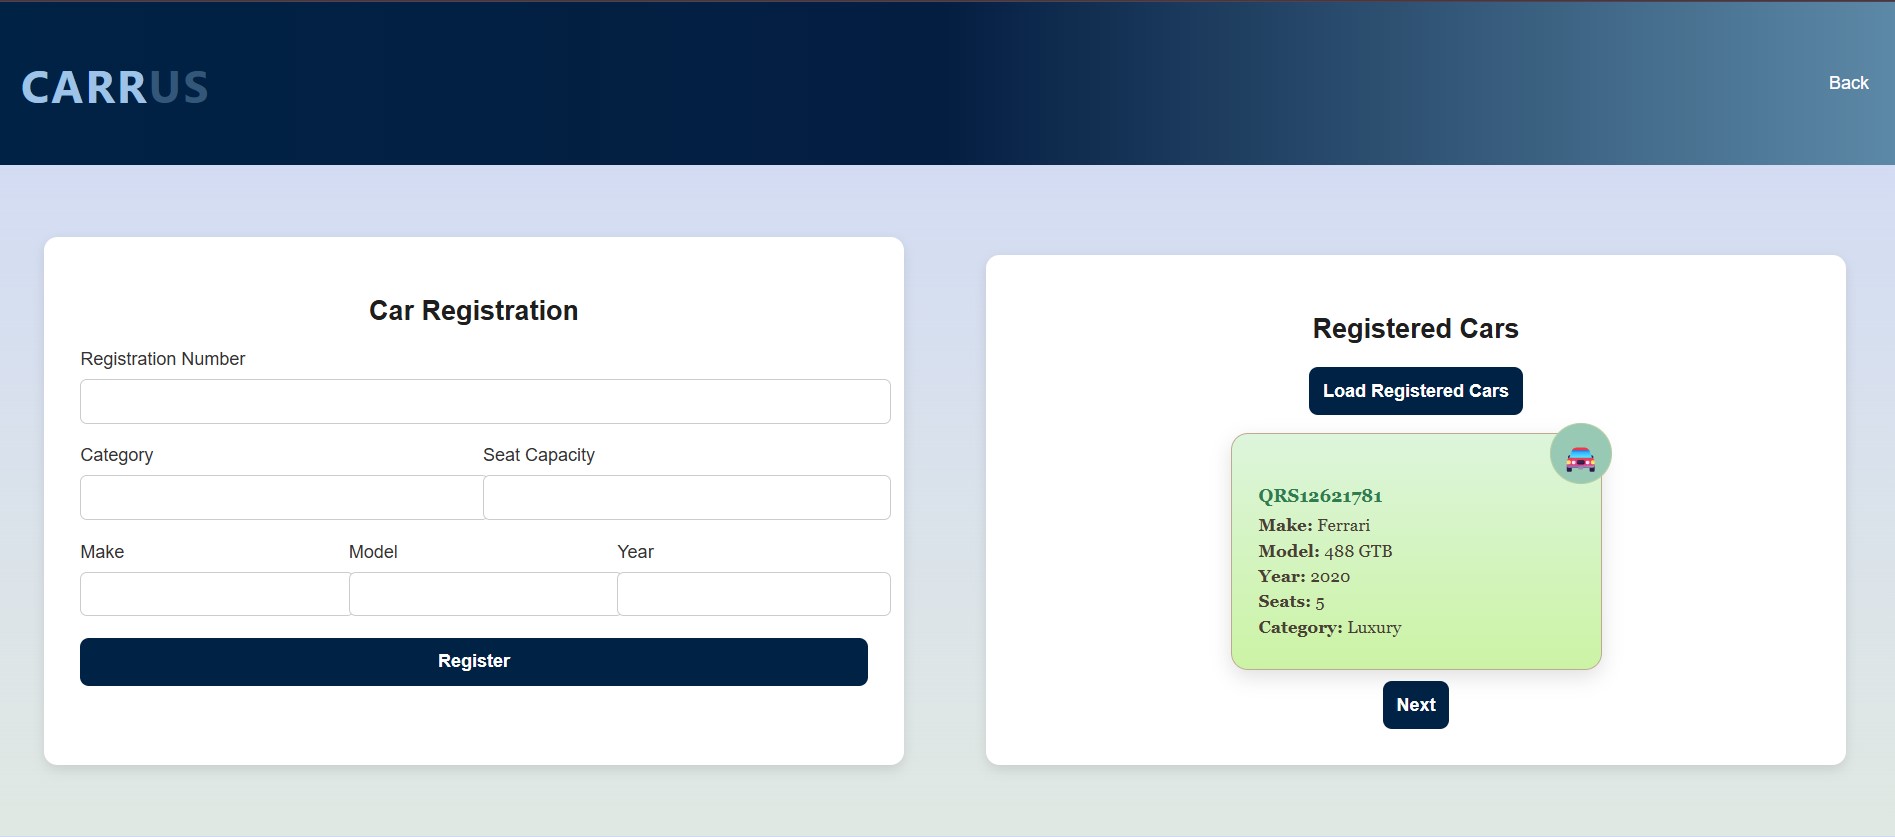 CARRUS
Back
Car Registration
Registration Number
Category Seat Capacity
Make Model Year
Register
Registered Cars
Load Registered Cars
QRS12621781
Make: Ferrari
Model: 488 GTB
Year: 2020
Seats: 5
Category: Luxury
Next